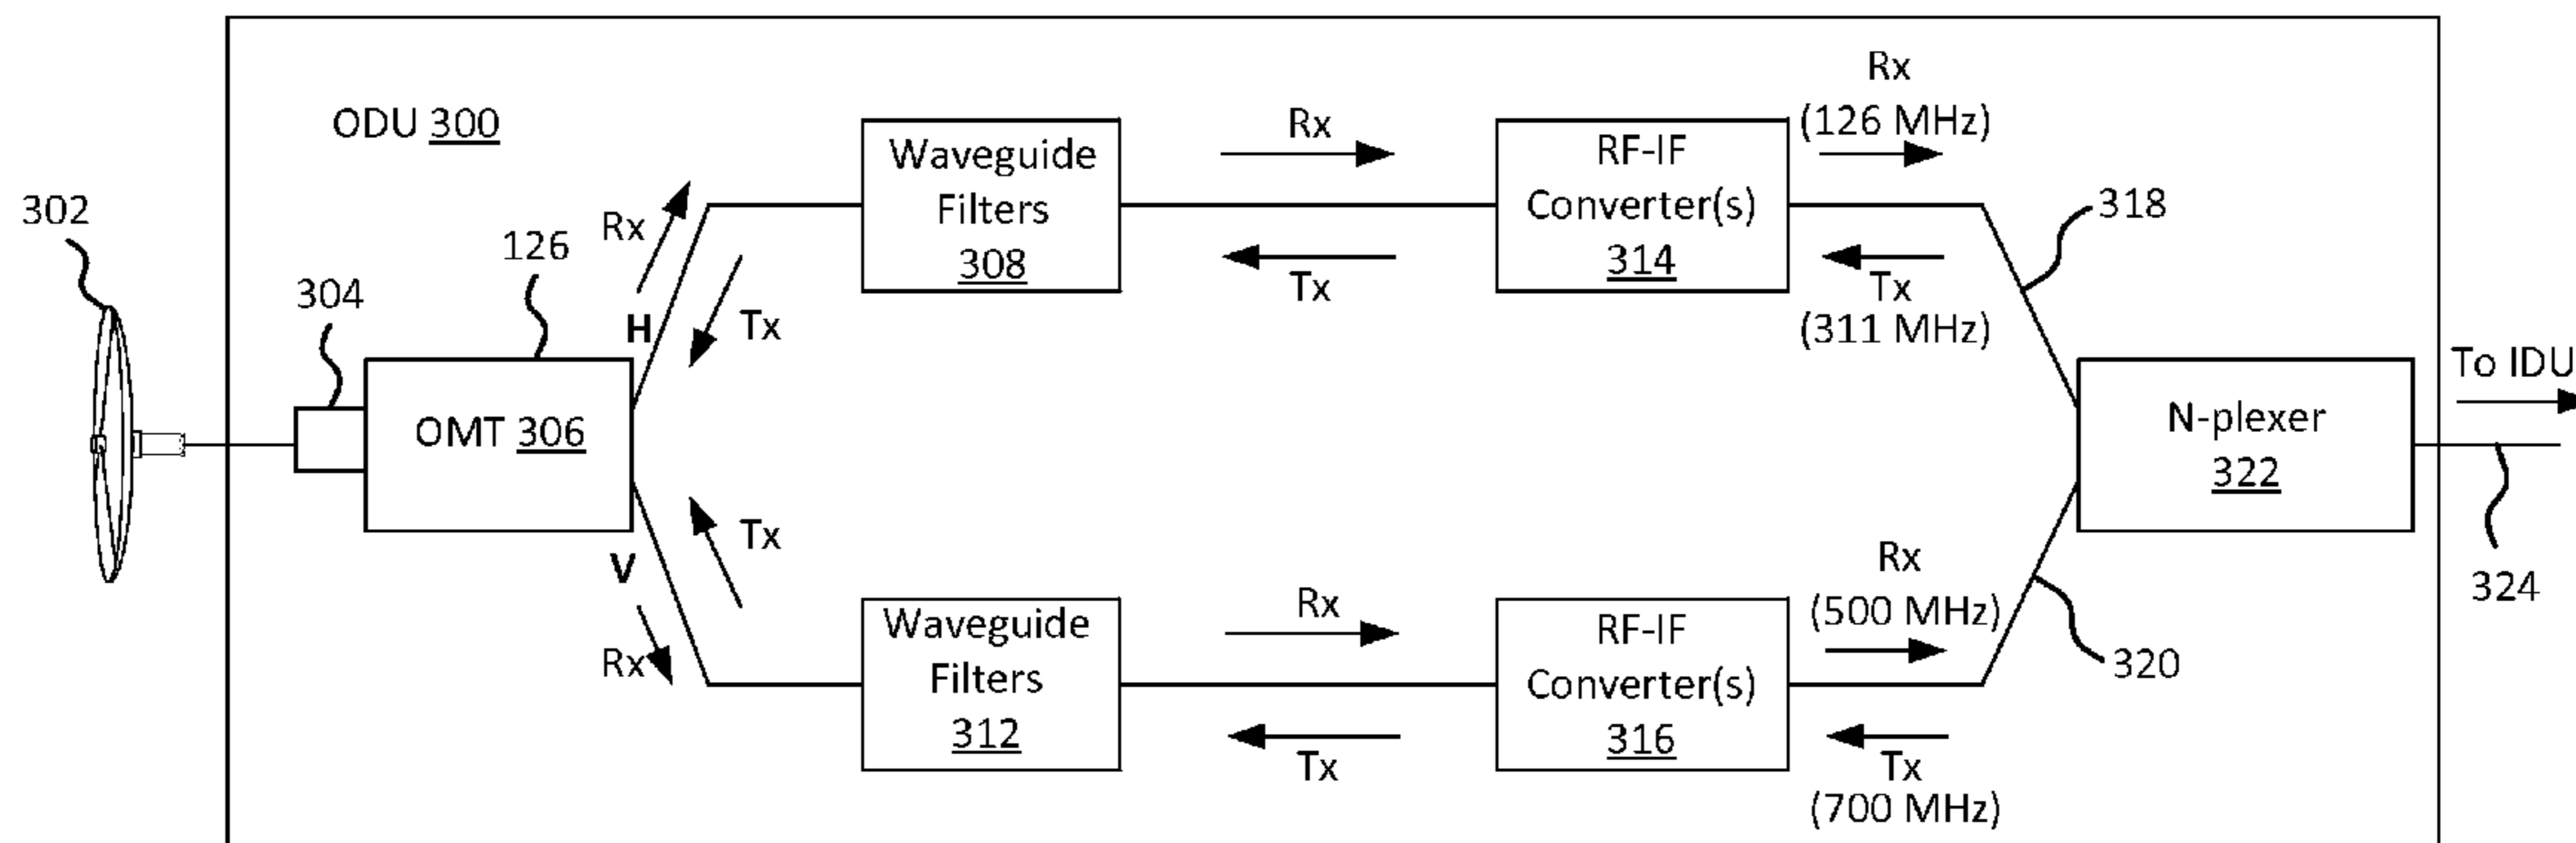 ODU 300
302
304
126
OMT 306
H
Rx
Tx
V
Tx
Rx
Waveguide
Filters
308
Rx
Tx
RF-IF
Converter(s)
314
Rx
(126 MHz)
Tx
(311 MHz)
318
Waveguide
Filters
312
Rx
Tx
RF-IF
Converter(s)
316
Rx
(500 MHz)
Tx
(700 MHz)
320
N-plexer
322
To IDU
324